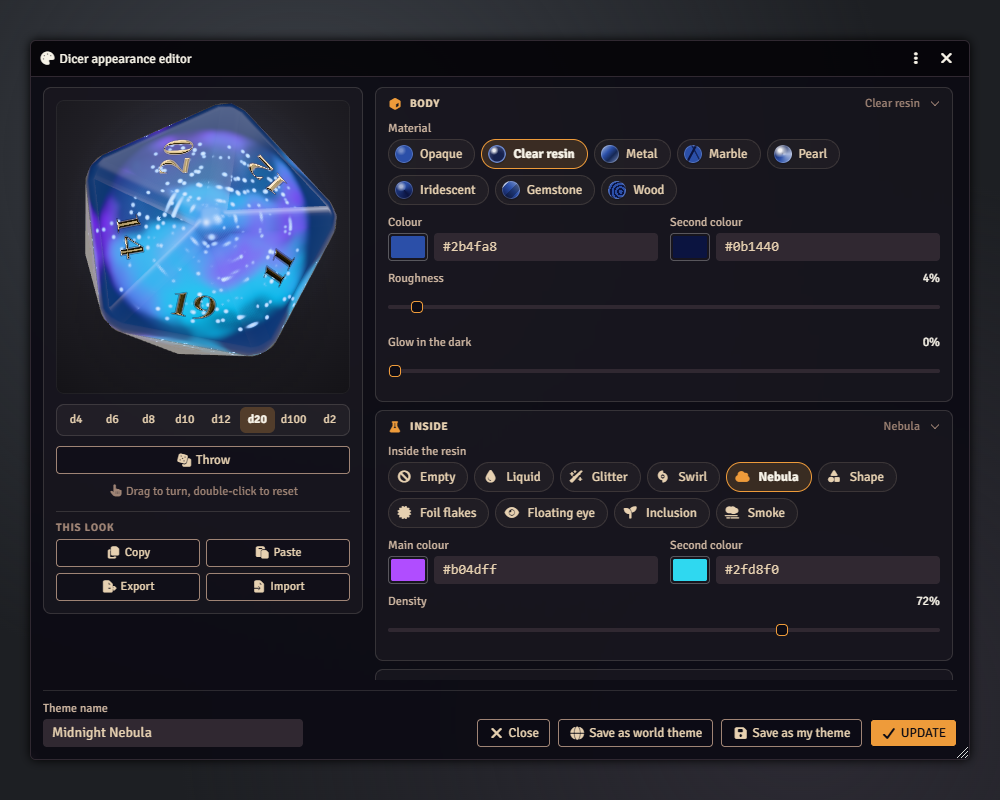 Dicer appearance editor
20
12
14
11
19
d4 d6 d8 d10 d12 d20 d100 d2
Throw
Drag to turn, double-click to reset
THIS LOOK
Copy Paste
Export Import
BODY Clear resin
Material
Opaque Clear resin Metal Marble Pearl
Iridescent Gemstone Wood
Colour Second colour
#2b4fa8 #0b1440
Roughness 4%
Glow in the dark 0%
INSIDE Nebula
Inside the resin
Empty Liquid Glitter Swirl Nebula Shape
Foil flakes Floating eye Inclusion Smoke
Main colour Second colour
#b04dff #2fd8f0
Density 72%
Theme name
Midnight Nebula
Close Save as world theme Save as my theme UPDATE